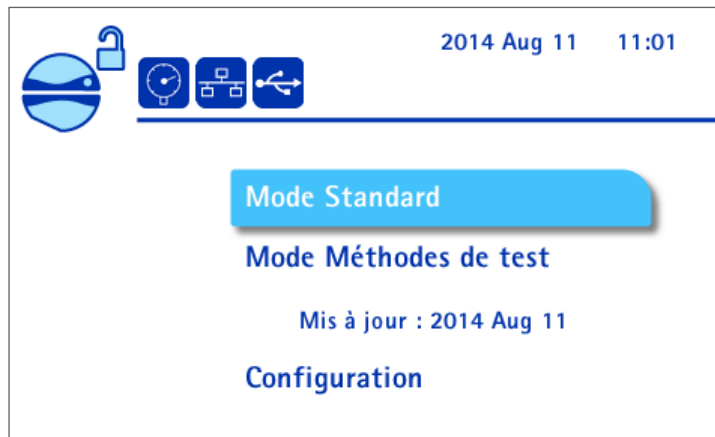 2014 Aug 11 11:01
Mode Standard
Mode Méthodes de test
Mis à jour : 2014 Aug 11
Configuration